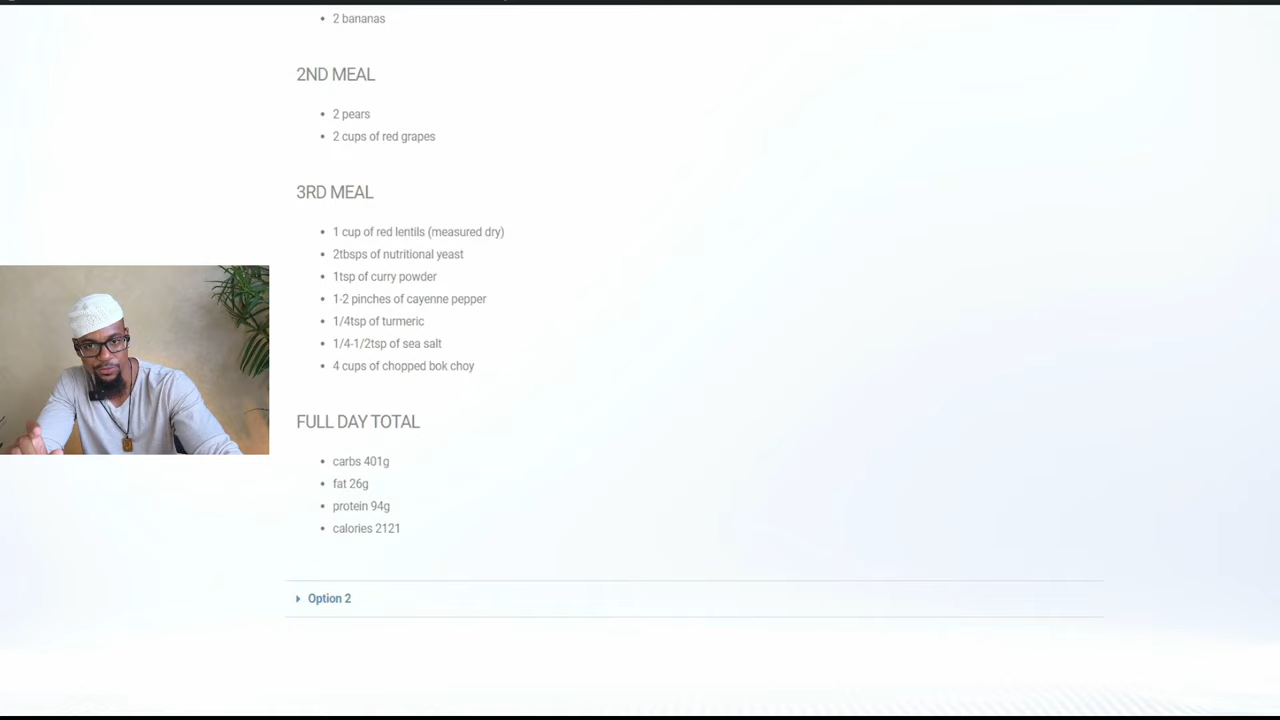 2 bananas
2ND MEAL
2 pears
2 cups of red grapes
3RD MEAL
1 cup of red lentils (measured dry)
2tbsps of nutritional yeast
1tsp of curry powder
1-2 pinches of cayenne pepper
1/4tsp of turmeric
1/4-1/2tsp of sea salt
4 cups of chopped bok choy
FULL DAY TOTAL
carbs 401g
fat 26g
protein 94g
calories 2121
Option 2